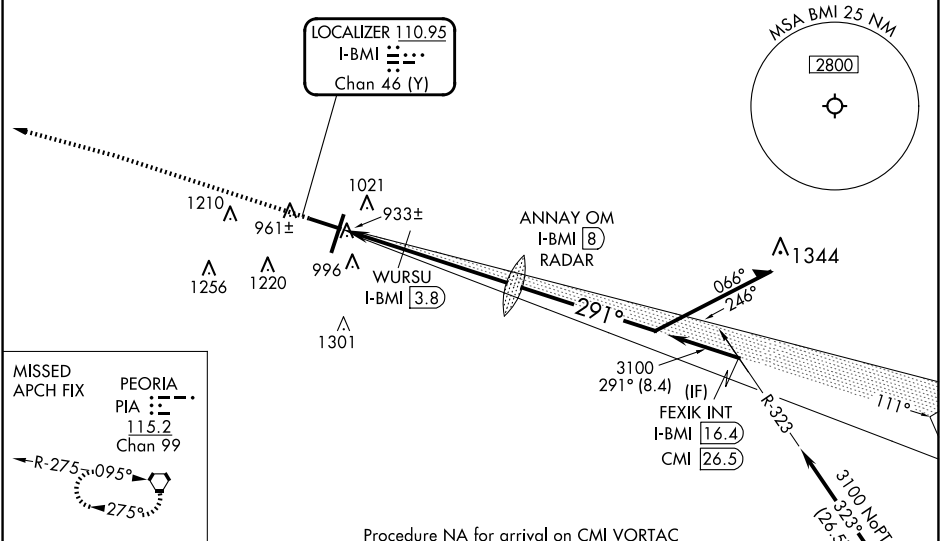 LOCALIZER 110.95
I-BMI
Chan 46 (Y)
MSA BMI 25 NM
2800
1210
961±
1021
933±
1256
1220
996
WURSU
I-BMI 3.8
1301
ANNAY OM
I-BMI 8
RADAR
1344
066°
246°
291°
3100
291° (8.4)
(IF)
FEXIK INT
I-BMI 16.4
CMI 26.5
R-323
111°
3100 NoPT
323°
(26.5
MISSED
APCH FIX
PEORIA
PIA
115.2
Chan 99
R-275
095°
275°
Procedure NA for arrival on CMI VORTAC